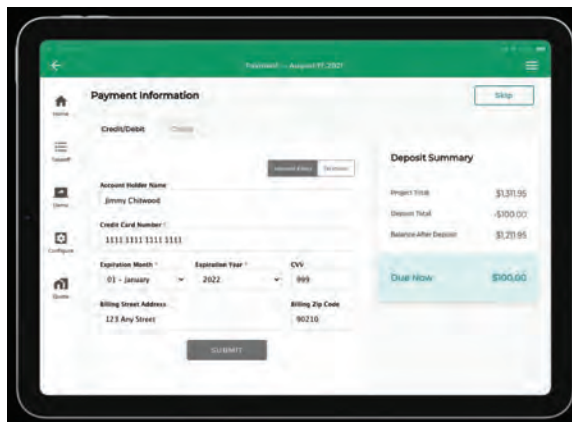 Payment – August 17, 2021
Payment Information
Skip
Home
Credit/Debit
Deposit Summary
Account Holder Name
Jimmy Chitwood
Project Total $1,311.95
Demo
Credit Card Number *
Deposit Total -$100.00
1111 1111 1111 1111
Balance After Deposit $1,211.95
Configure
Expiration Month * Expiration Year * CVV
01 - January 2022 999
Due Now $100.00
Quote
Billing Street Address Billing Zip Code
123 Any Street 90210
SUBMIT